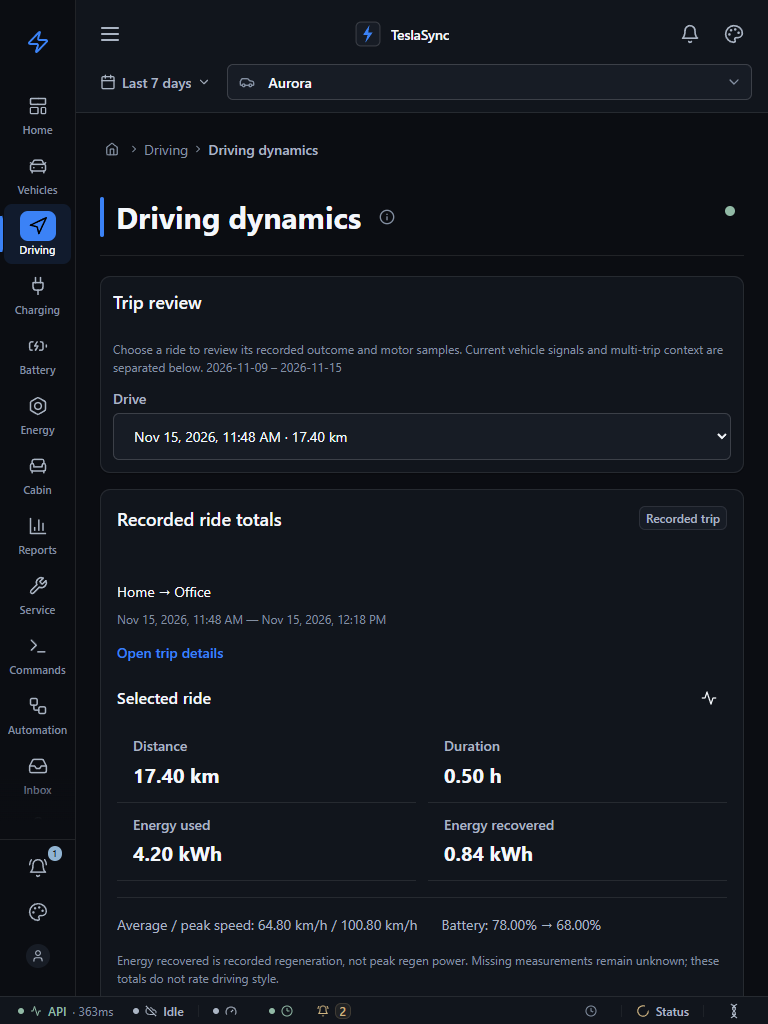 TeslaSync
Last 7 days
Aurora
Home
Vehicles
Driving
Charging
Battery
Energy
Cabin
Reports
Service
Commands
Automation
Inbox
1
Driving
Driving dynamics
Driving dynamics
Trip review
Choose a ride to review its recorded outcome and motor samples. Current vehicle signals and multi-trip context are
separated below. 2026-11-09 – 2026-11-15
Drive
Nov 15, 2026, 11:48 AM · 17.40 km
Recorded ride totals
Recorded trip
Home → Office
Nov 15, 2026, 11:48 AM — Nov 15, 2026, 12:18 PM
Open trip details
Selected ride
Distance
Duration
17.40 km
0.50 h
Energy used
Energy recovered
4.20 kWh
0.84 kWh
Average / peak speed: 64.80 km/h / 100.80 km/h
Battery: 78.00% → 68.00%
Energy recovered is recorded regeneration, not peak regen power. Missing measurements remain unknown; these
totals do not rate driving style.
API · 363ms
Idle
2
Status